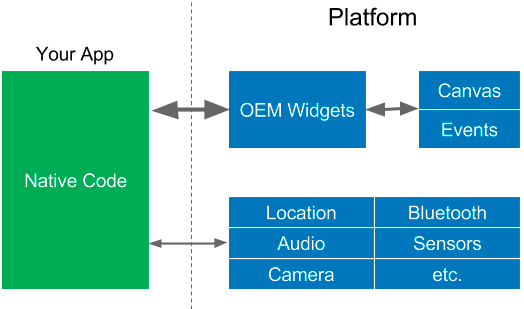 Platform
Your App
Native Code
OEM Widgets
Canvas
Events
Location
Bluetooth
Audio
Sensors
Camera
etc.